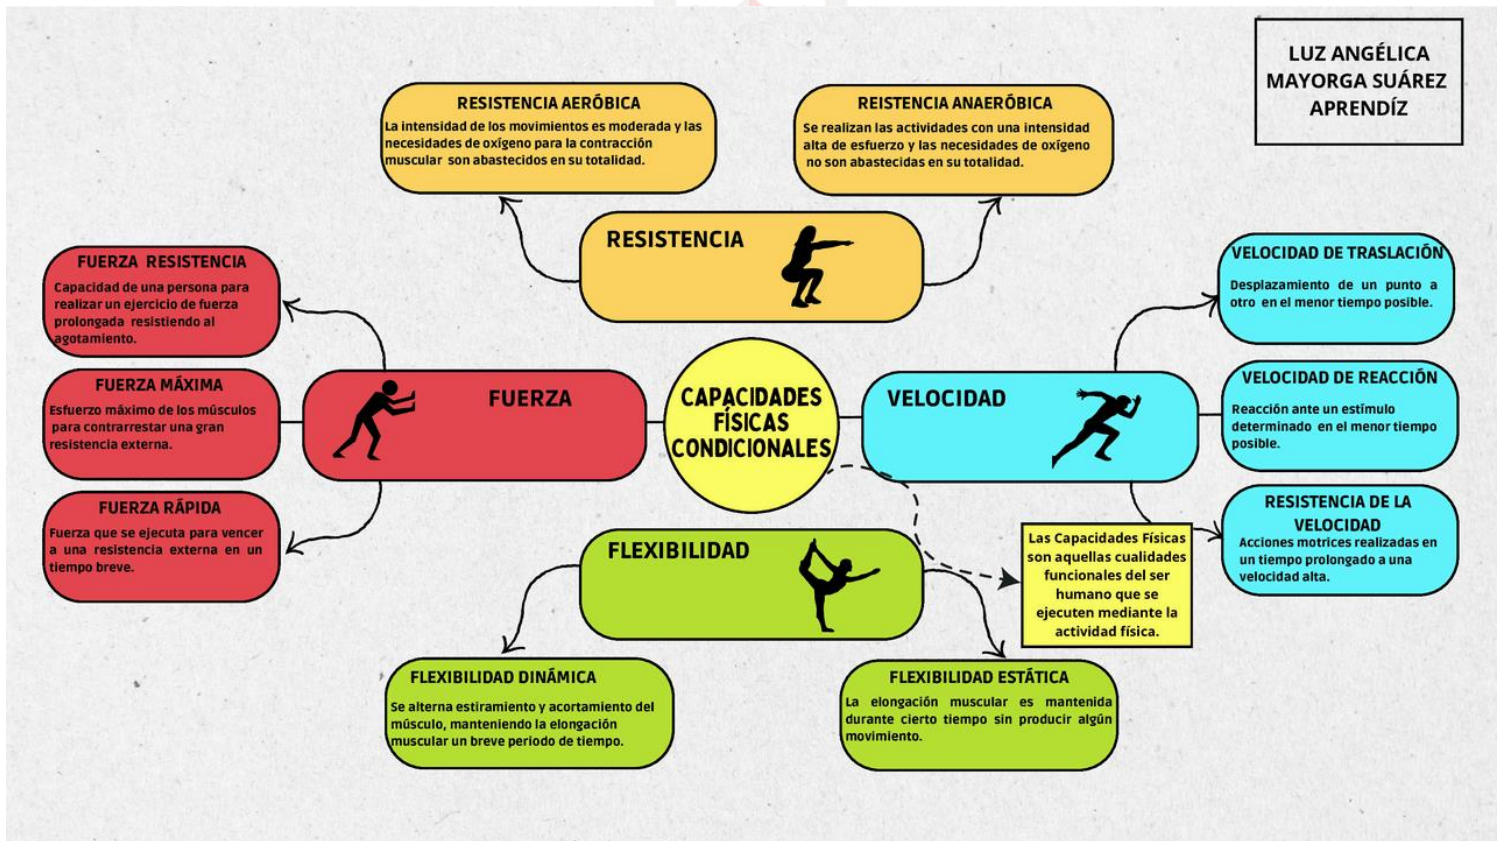 LUZ ANGÉLICA
MAYORGA SUÁREZ
APRENDÍZ
RESISTENCIA AERÓBICA
La intensidad de los movimientos es moderada y las
necesidades de oxígeno para la contracción
muscular son abastecidos en su totalidad.
REISTENCIA ANAERÓBICA
Se realizan las actividades con una intensidad
alta de esfuerzo y las necesidades de oxígeno
no son abastecidas en su totalidad.
RESISTENCIA
FUERZA RESISTENCIA
Capacidad de una persona para
realizar un ejercicio de fuerza
prolongada resistiendo al
agotamiento.
FUERZA MÁXIMA
Esfuerzo máximo de los músculos
para contrarrestar una gran
resistencia externa.
FUERZA RÁPIDA
Fuerza que se ejecuta para vencer
a una resistencia externa en un
tiempo breve.
FUERZA
CAPACIDADES
FÍSICAS
CONDICIONALES
VELOCIDAD
VELOCIDAD DE TRASLACIÓN
Desplazamiento de un punto a
otro en el menor tiempo posible.
VELOCIDAD DE REACCIÓN
Reacción ante un estímulo
determinado en el menor tiempo
posible.
RESISTENCIA DE LA
VELOCIDAD
Acciones motrices realizadas en
un tiempo prolongado a una
velocidad alta.
FLEXIBILIDAD
Las Capacidades Físicas
son aquellas cualidades
funcionales del ser
humano que se
ejecuten mediante la
actividad física.
FLEXIBILIDAD DINÁMICA
Se alterna estiramiento y acortamiento del
músculo, manteniendo la elongación
muscular un breve periodo de tiempo.
FLEXIBILIDAD ESTÁTICA
La elongación muscular es mantenida
durante cierto tiempo sin producir algún
movimiento.